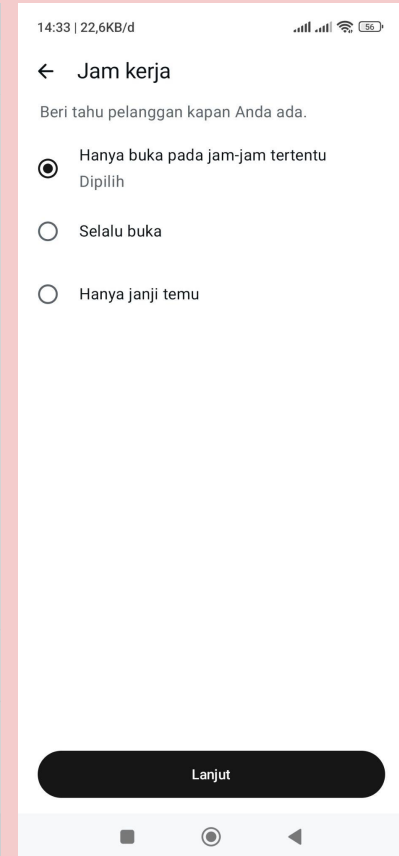 14:33 | 22,6KB/d 56
Jam kerja
Beri tahu pelanggan kapan Anda ada.
Hanya buka pada jam-jam tertentu
Dipilih
Selalu buka
Hanya janji temu
Lanjut